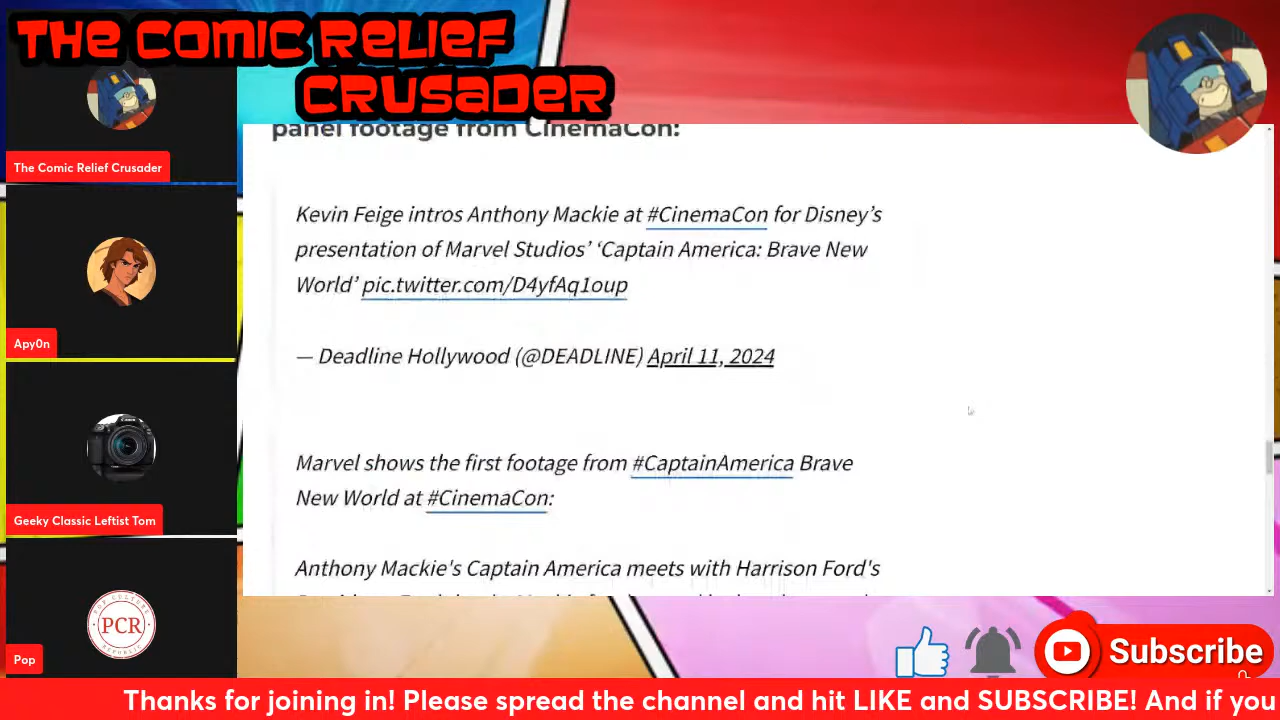 THE COMIC RELIEF
CRUSADER
The Comic Relief Crusader
Apy0n
Geeky Classic Leftist Tom
POP CULTURE
PCR
REPUBLIC
Pop
panel footage from CinemaCon:
Kevin Feige intros Anthony Mackie at #CinemaCon for Disney’s
presentation of Marvel Studios’ ‘Captain America: Brave New
World’ pic.twitter.com/D4yfAq1oup
— Deadline Hollywood (@DEADLINE) April 11, 2024
Marvel shows the first footage from #CaptainAmerica Brave
New World at #CinemaCon:
Anthony Mackie's Captain America meets with Harrison Ford's
Subscribe
Thanks for joining in! Please spread the channel and hit LIKE and SUBSCRIBE! And if you